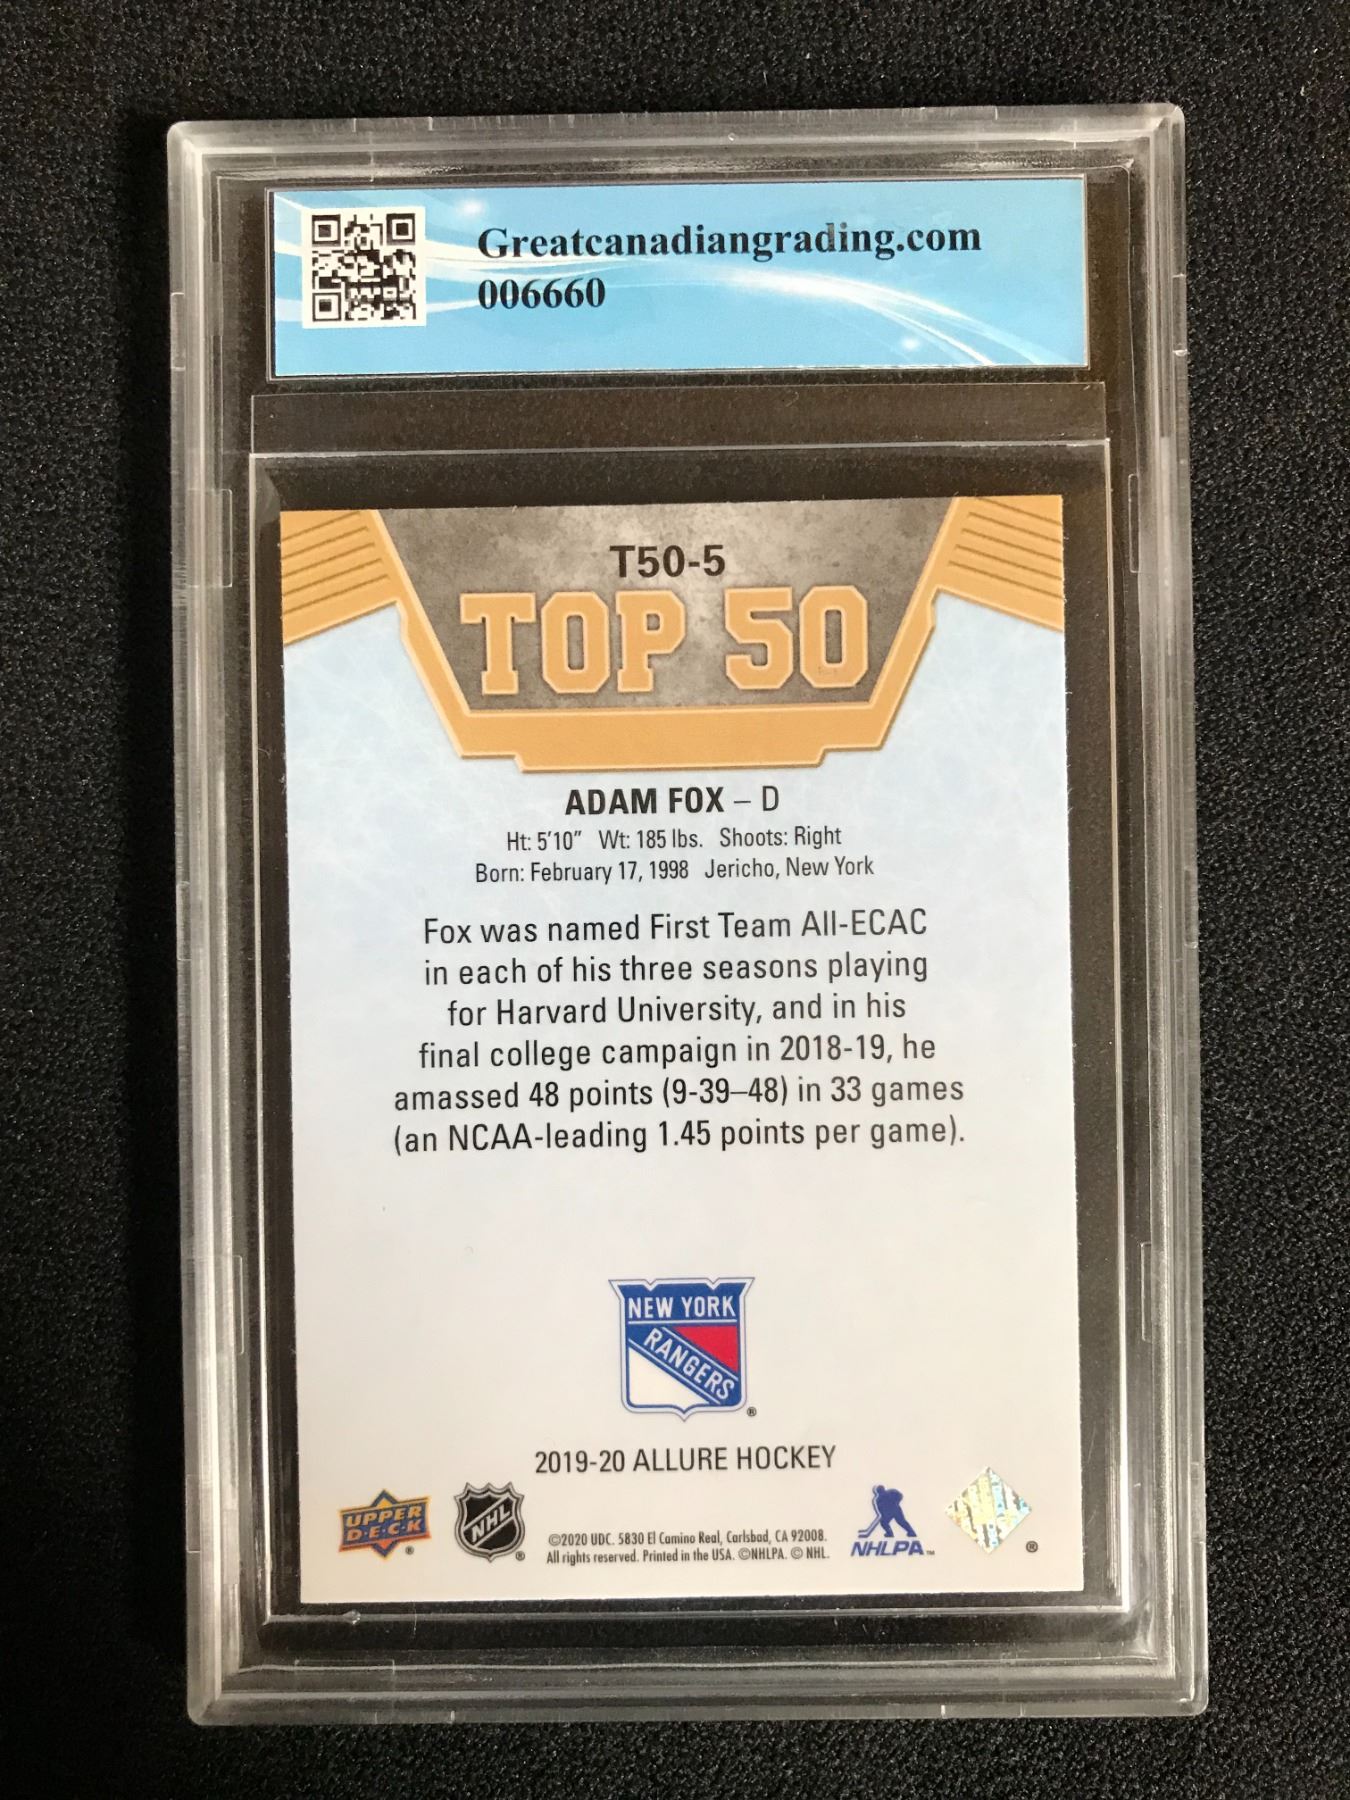 Greatcanadiangrading.com
006660
T50-5
TOP 50
ADAM FOX – D
Ht: 5'10" Wt: 185 lbs. Shoots: Right
Born: February 17, 1998 Jericho, New York
Fox was named First Team All-ECAC
in each of his three seasons playing
for Harvard University, and in his
final college campaign in 2018-19, he
amassed 48 points (9-39–48) in 33 games
(an NCAA-leading 1.45 points per game).
NEW YORK
RANGERS
®
2019-20 ALLURE HOCKEY
UPPER
D·E·C·K
®
NHL
®
©2020 UDC. 5830 El Camino Real, Carlsbad, CA 92008.
All rights reserved. Printed in the USA. ©NHLPA. © NHL.
NHLPA™
®